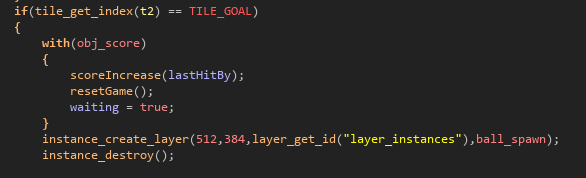 if(tile_get_index(t2) == TILE_GOAL)
{
with(obj_score)
{
scoreIncrease(lastHitBy);
resetGame();
waiting = true;
}
instance_create_layer(512,384,layer_get_id("layer_instances"),ball_spawn);
instance_destroy();